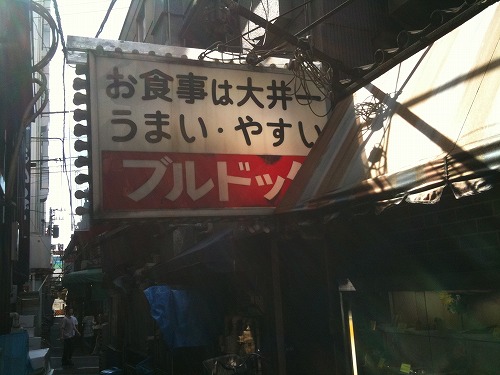 お食事は大井一
うまい・やすい
ブルドック